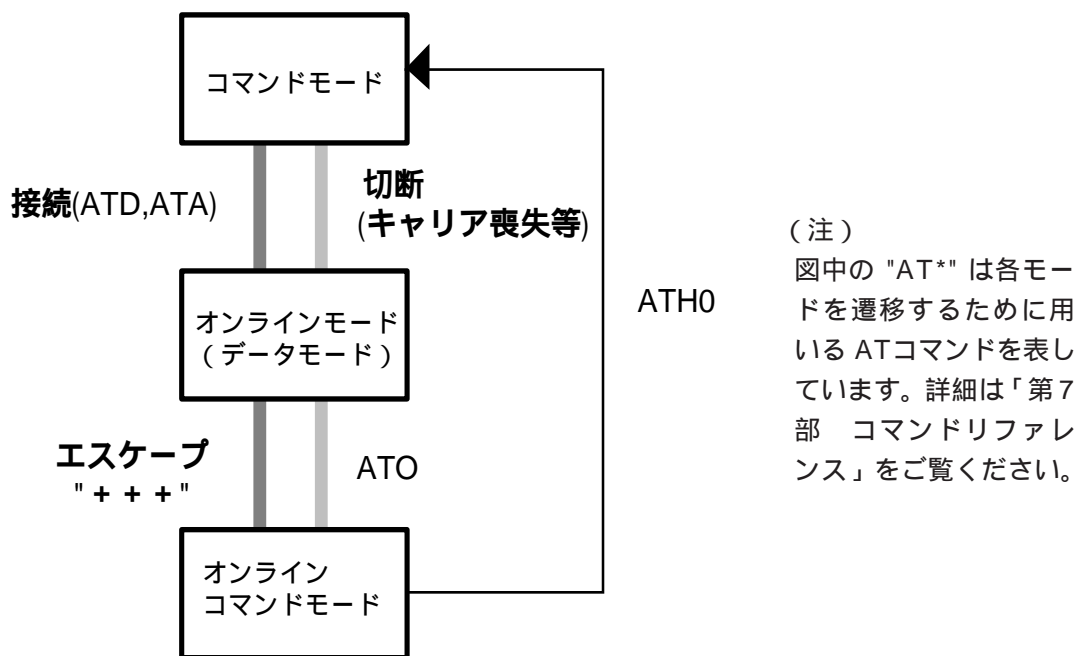 コマンドモード
接続(ATD,ATA)
切断
(キャリア喪失等)
オンラインモード
(データモード)
エスケープ
"+++"
ATO
オンライン
コマンドモード
ATH0
(注)
図中の "AT*" は各モー
ドを遷移するために用
いる ATコマンドを表し
ています。詳細は「第7
部　コマンドリファレ
ンス」をご覧ください。